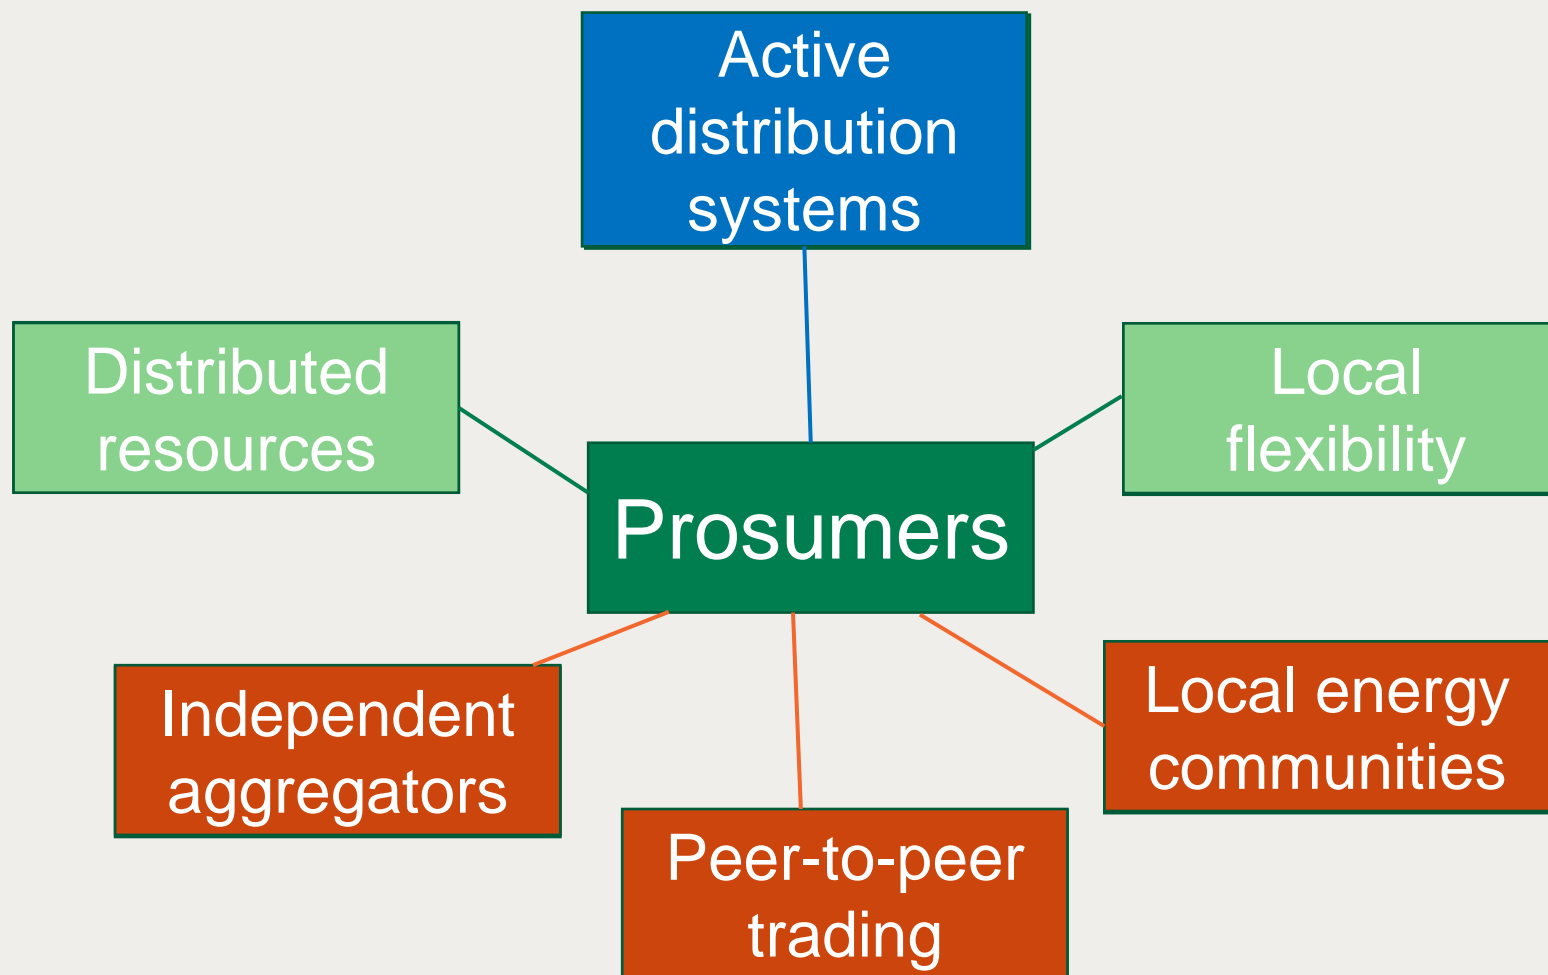 Active
distribution
systems
Distributed
resources
Local
flexibility
Prosumers
Independent
aggregators
Local energy
communities
Peer-to-peer
trading